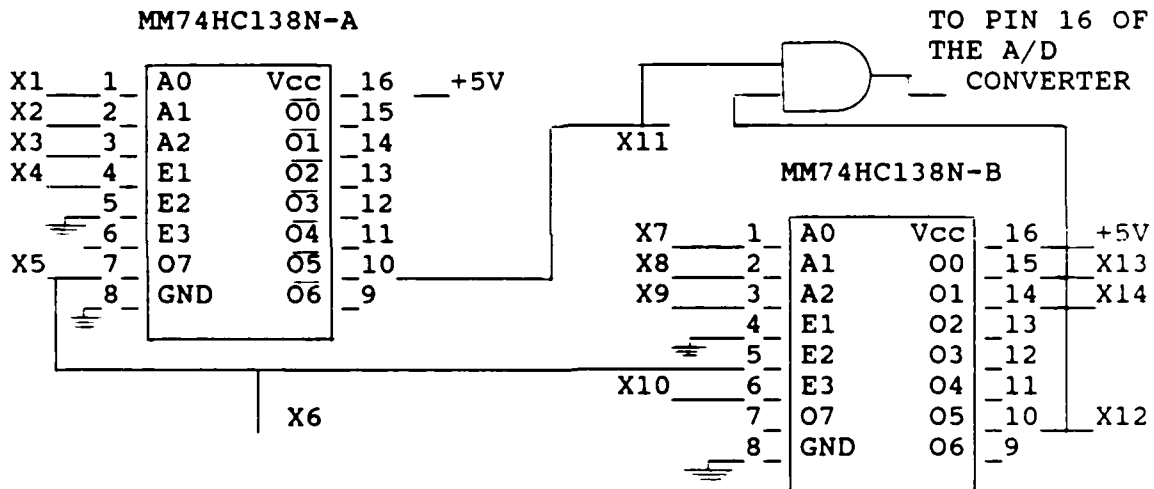 MM74HC138N-A
X1 1 A0 Vcc 16 +5V
X2 2 A1 O0 15
X3 3 A2 O1 14
X4 4 E1 O2 13
5 E2 O3 12
6 E3 O4 11
X5 7 O7 O5 10
8 GND O6 9
X6
TO PIN 16 OF
THE A/D
CONVERTER
X11
MM74HC138N-B
X7 1 A0 Vcc 16 +5V
X8 2 A1 O0 15 X13
X9 3 A2 O1 14 X14
4 E1 O2 13
5 E2 O3 12
X10 6 E3 O4 11
7 O7 O5 10 X12
8 GND O6 9